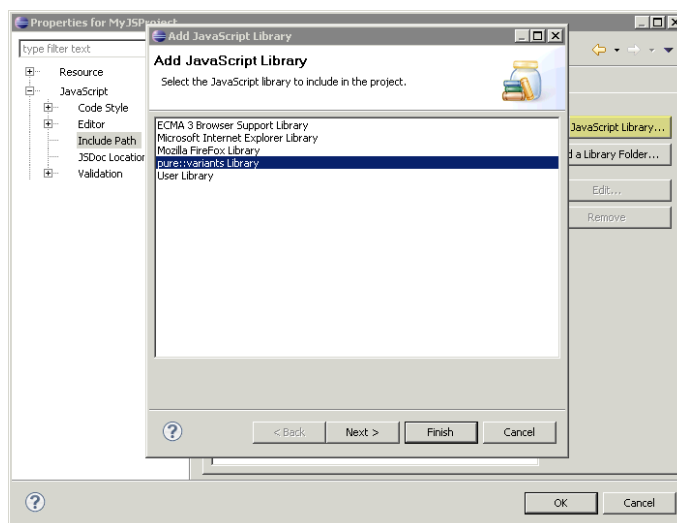 Properties for MyJSProject
type filter text
Resource
JavaScript
Code Style
Editor
Include Path
JSDoc Location
Validation
Add JavaScript Library
Add JavaScript Library
Select the JavaScript library to include in the project.
ECMA 3 Browser Support Library
Microsoft Internet Explorer Library
Mozilla FireFox Library
pure::variants Library
User Library
< Back
Next >
Finish
Cancel
JavaScript Library...
d a Library Folder...
Edit...
Remove
OK
Cancel